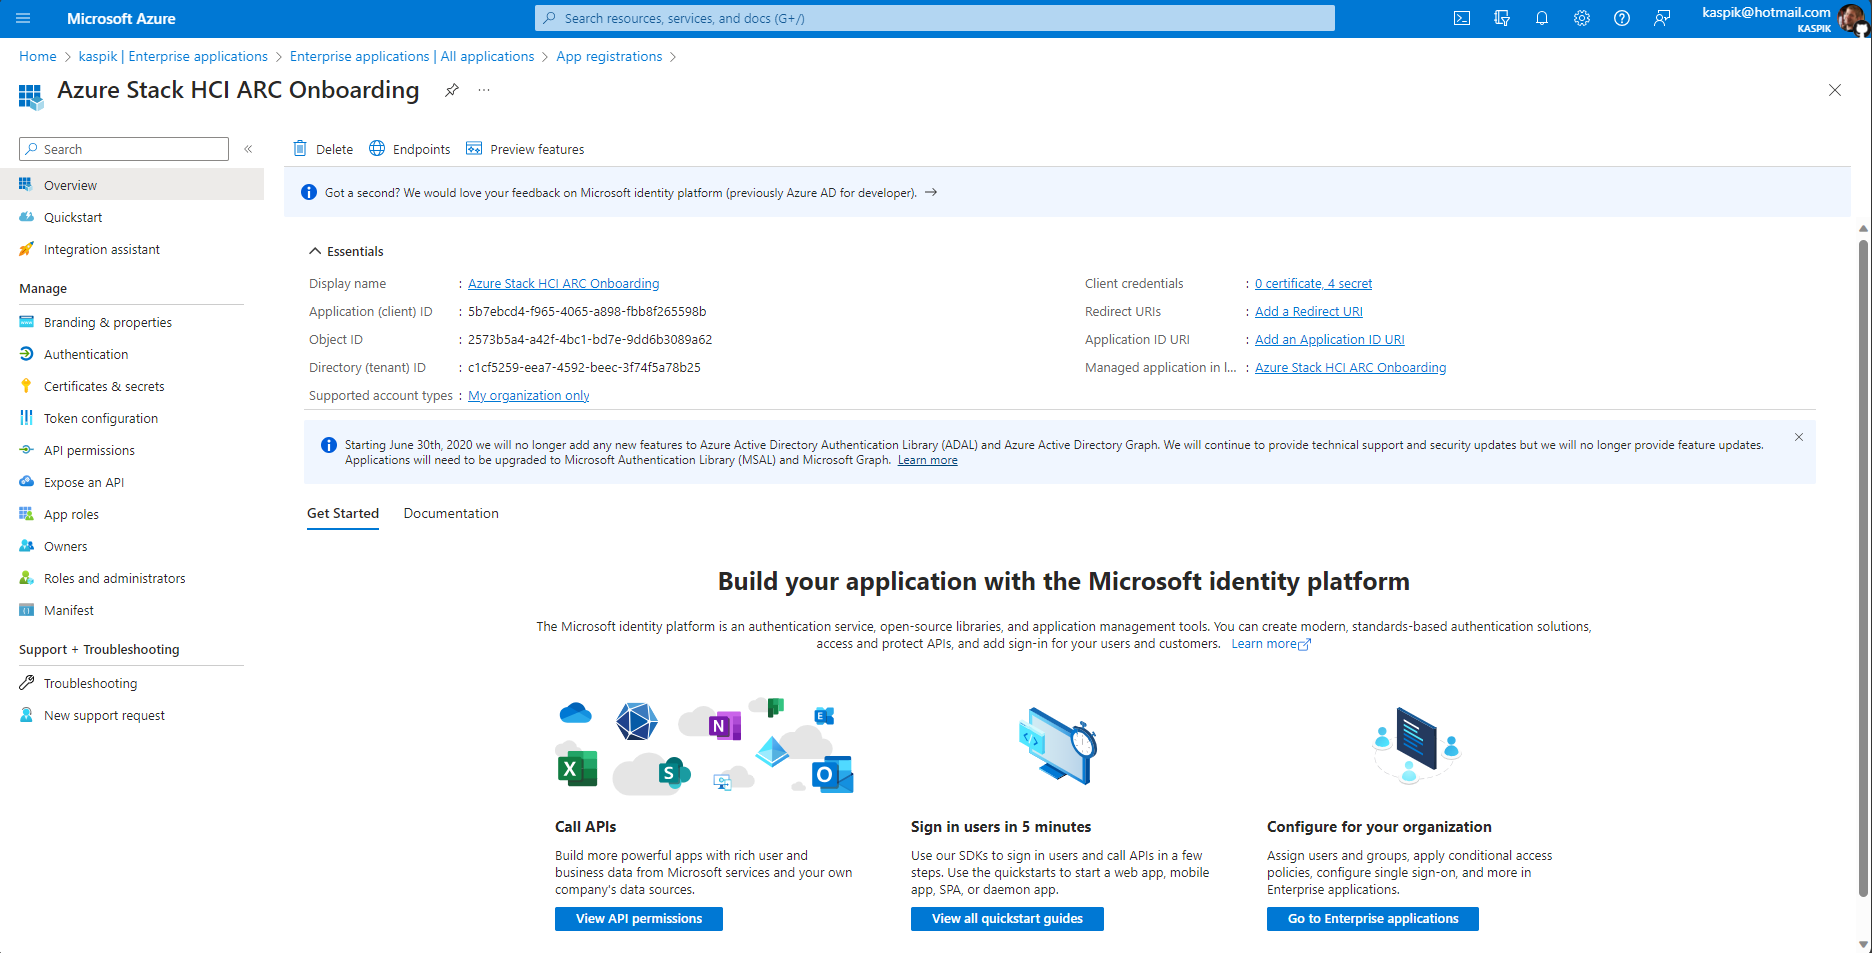 Microsoft Azure
Search resources, services, and docs (G+/)
kaspik@hotmail.com
KASPIK
Home > kaspik | Enterprise applications > Enterprise applications | All applications > App registrations >
Azure Stack HCI ARC Onboarding
Search
Overview
Quickstart
Integration assistant
Manage
Branding & properties
Authentication
Certificates & secrets
Token configuration
API permissions
Expose an API
App roles
Owners
Roles and administrators
Manifest
Support + Troubleshooting
Troubleshooting
New support request
Delete
Endpoints
Preview features
Got a second? We would love your feedback on Microsoft identity platform (previously Azure AD for developer). →
Essentials
Display name : Azure Stack HCI ARC Onboarding
Application (client) ID : 5b7ebcd4-f965-4065-a898-fbb8f265598b
Object ID : 2573b5a4-a42f-4bc1-bd7e-9dd6b3089a62
Directory (tenant) ID : c1cf5259-eea7-4592-beec-3f74f5a78b25
Supported account types : My organization only
Client credentials : 0 certificate, 4 secret
Redirect URIs : Add a Redirect URI
Application ID URI : Add an Application ID URI
Managed application in l... : Azure Stack HCI ARC Onboarding
Starting June 30th, 2020 we will no longer add any new features to Azure Active Directory Authentication Library (ADAL) and Azure Active Directory Graph. We will continue to provide technical support and security updates but we will no longer provide feature updates.
Applications will need to be upgraded to Microsoft Authentication Library (MSAL) and Microsoft Graph. Learn more
Get Started
Documentation
Build your application with the Microsoft identity platform
The Microsoft identity platform is an authentication service, open-source libraries, and application management tools. You can create modern, standards-based authentication solutions,
access and protect APIs, and add sign-in for your users and customers. Learn more
N
E
X
S
O
Call APIs
Build more powerful apps with rich user and
business data from Microsoft services and your own
company's data sources.
View API permissions
Sign in users in 5 minutes
Use our SDKs to sign in users and call APIs in a few
steps. Use the quickstarts to start a web app, mobile
app, SPA, or daemon app.
View all quickstart guides
Configure for your organization
Assign users and groups, apply conditional access
policies, configure single sign-on, and more in
Enterprise applications.
Go to Enterprise applications